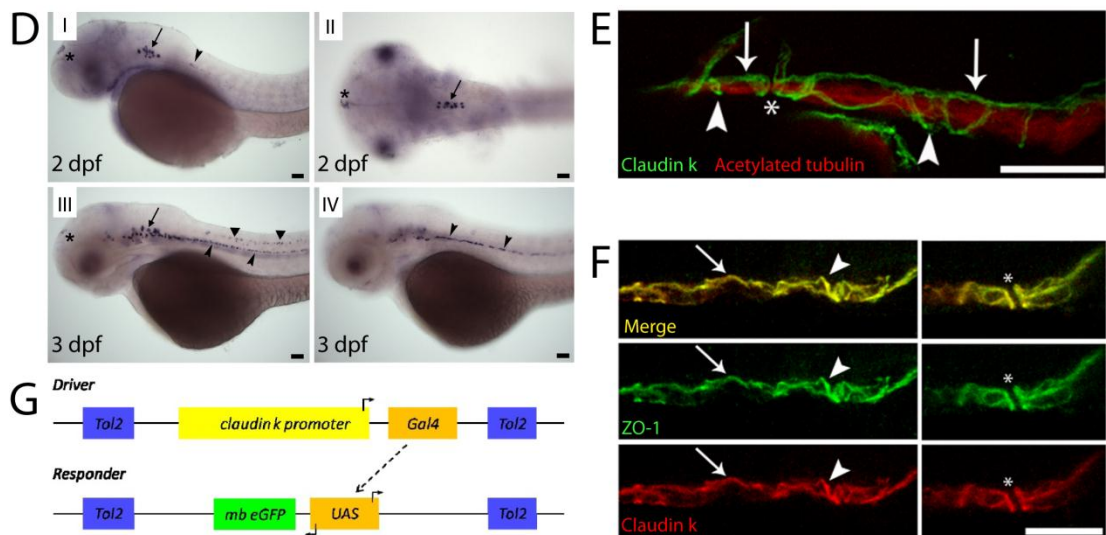 D
I
*
2 dpf
II
*
2 dpf
III
*
3 dpf
IV
3 dpf
E
*
Claudin k Acetylated tubulin
F
*
Merge
*
ZO-1
*
Claudin k
G
Driver
Tol2 claudin k promoter Gal4 Tol2
Responder
Tol2 mb eGFP UAS Tol2